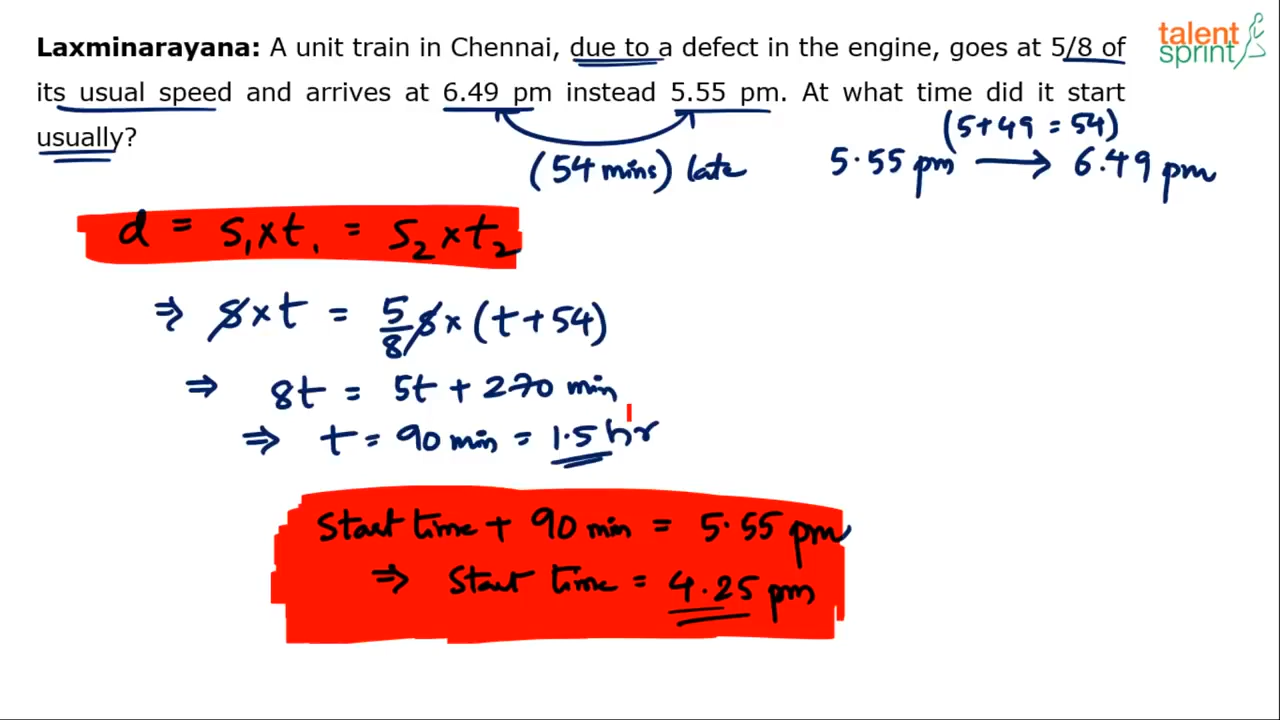 talent
sprint
Laxminarayana: A unit train in Chennai, due to a defect in the engine, goes at 5/8 of
its usual speed and arrives at 6.49 pm instead 5.55 pm. At what time did it start
usually?
(5+49 = 54)
(54 mins) late
5.55 pm → 6.49 pm
d = S₁×t₁ = S₂×t₂
⇒ s×t = 5/8 s×(t+54)
⇒ 8t = 5t + 270 min
⇒ t = 90 min = 1.5 hr
Start time + 90 min = 5.55 pm
⇒ Start time = 4.25 pm